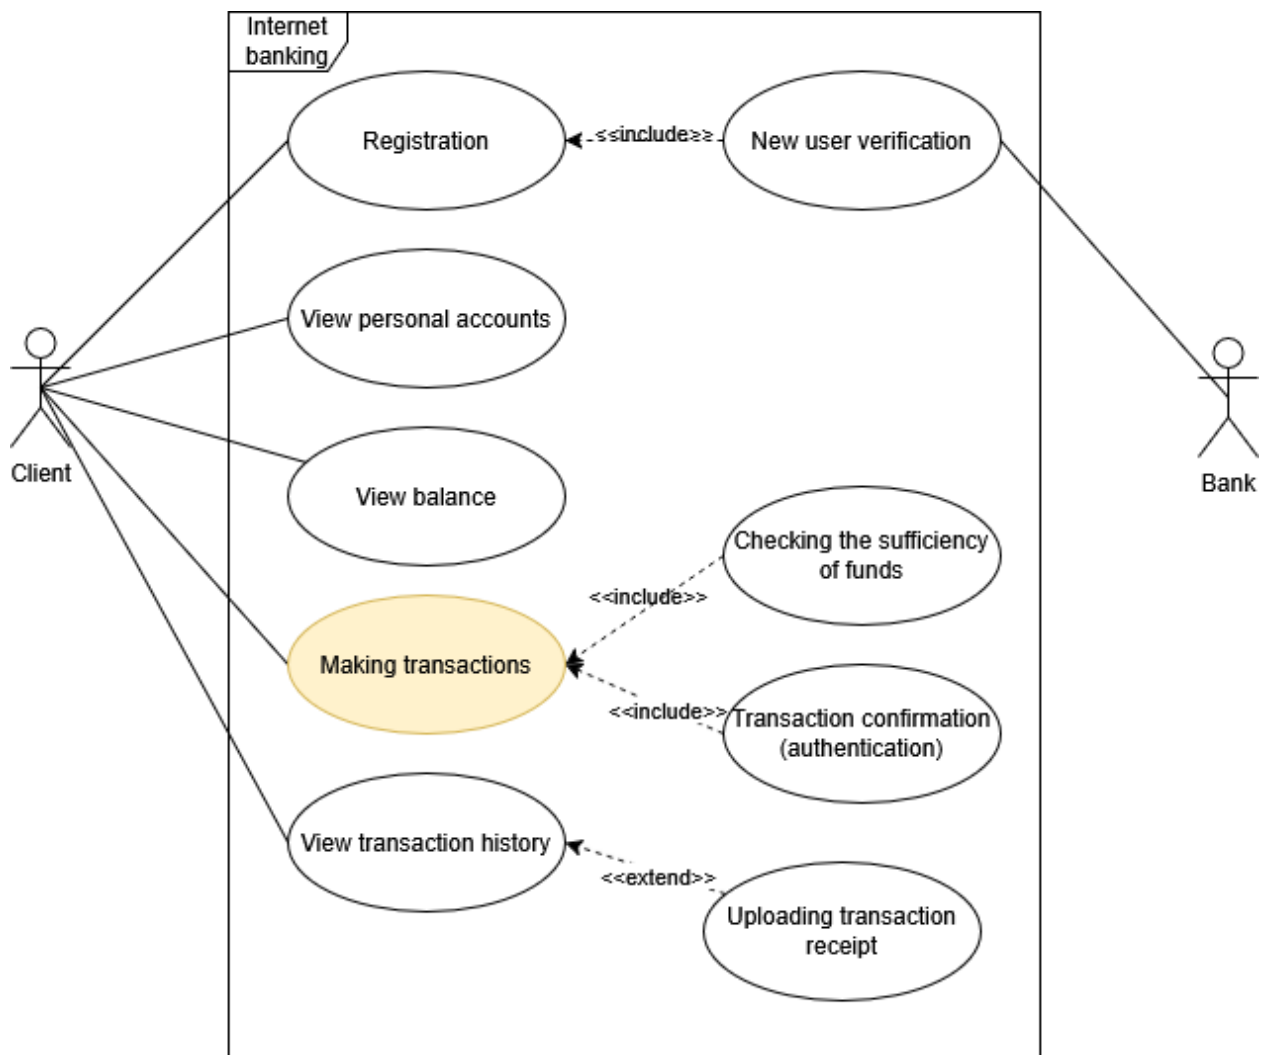 Internet
banking
Registration
<<include>>
New user verification
View personal accounts
Client
View balance
Bank
Checking the sufficiency
of funds
<<include>>
Making transactions
<<include>>
Transaction confirmation
(authentication)
View transaction history
<<extend>>
Uploading transaction
receipt